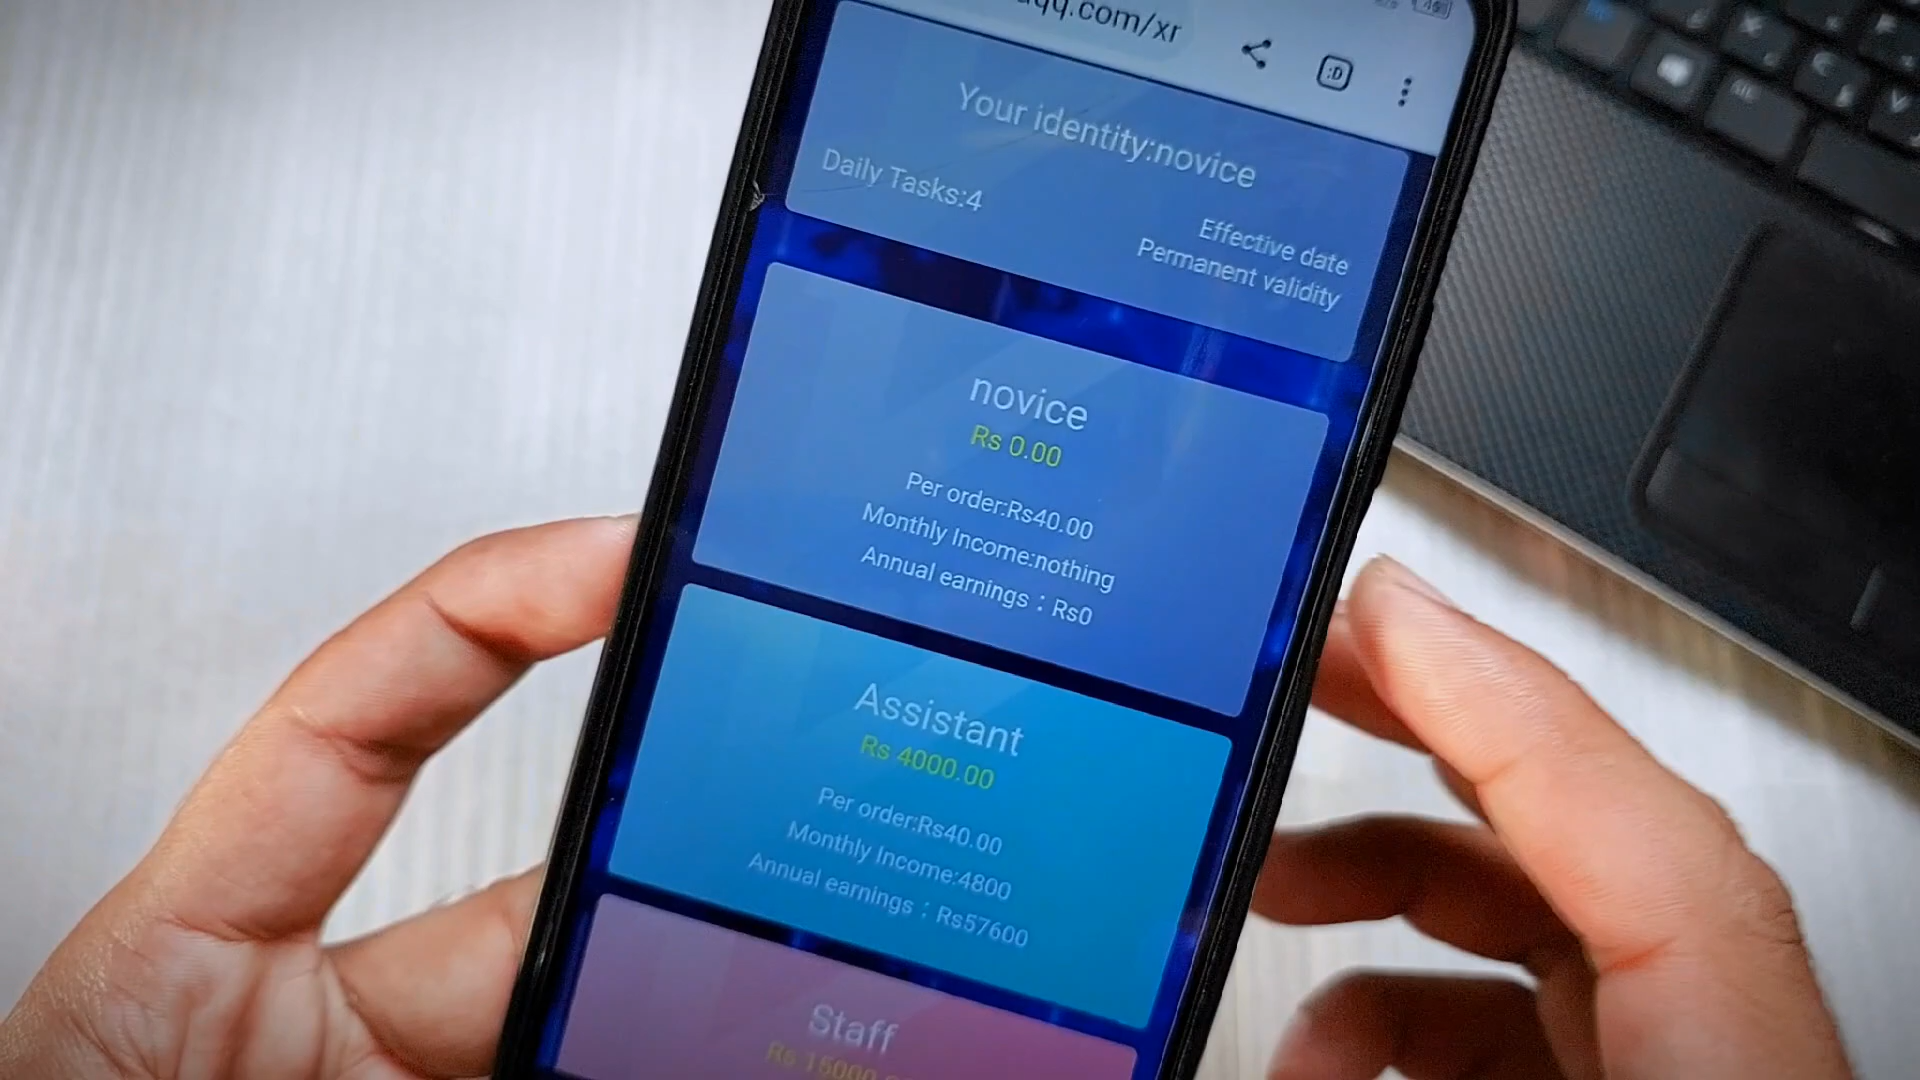 qq.com/xr
:D
Your identity:novice
Daily Tasks:4
Effective date
Permanent validity
novice
Rs 0.00
Per order:Rs40.00
Monthly Income:nothing
Annual earnings：Rs0
Assistant
Rs 4000.00
Per order:Rs40.00
Monthly Income:4800
Annual earnings：Rs57600
Staff
Rs 15000